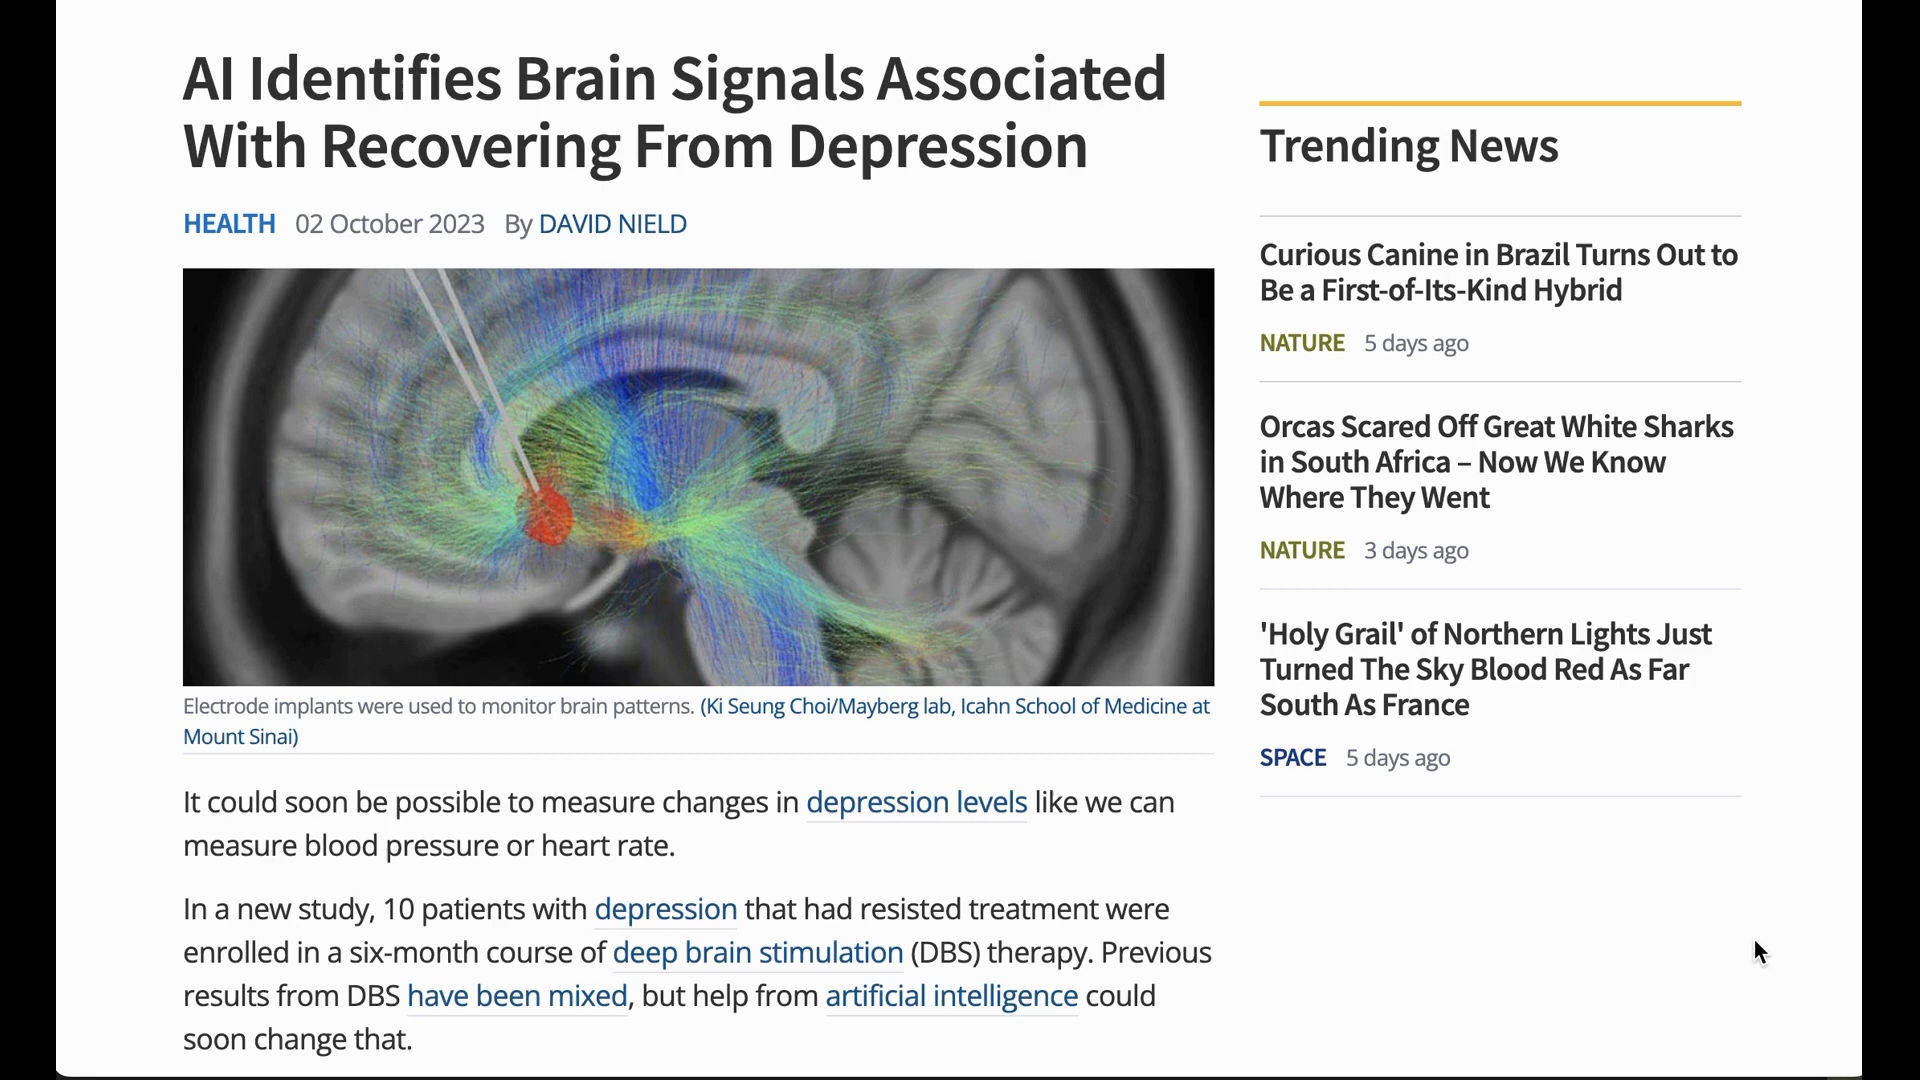 AI Identifies Brain Signals Associated
With Recovering From Depression
HEALTH 02 October 2023 By DAVID NIELD
Electrode implants were used to monitor brain patterns. (Ki Seung Choi/Mayberg lab, Icahn School of Medicine at
Mount Sinai)
It could soon be possible to measure changes in depression levels like we can
measure blood pressure or heart rate.
In a new study, 10 patients with depression that had resisted treatment were
enrolled in a six-month course of deep brain stimulation (DBS) therapy. Previous
results from DBS have been mixed, but help from artificial intelligence could
soon change that.
Trending News
Curious Canine in Brazil Turns Out to
Be a First-of-Its-Kind Hybrid
NATURE 5 days ago
Orcas Scared Off Great White Sharks
in South Africa – Now We Know
Where They Went
NATURE 3 days ago
'Holy Grail' of Northern Lights Just
Turned The Sky Blood Red As Far
South As France
SPACE 5 days ago